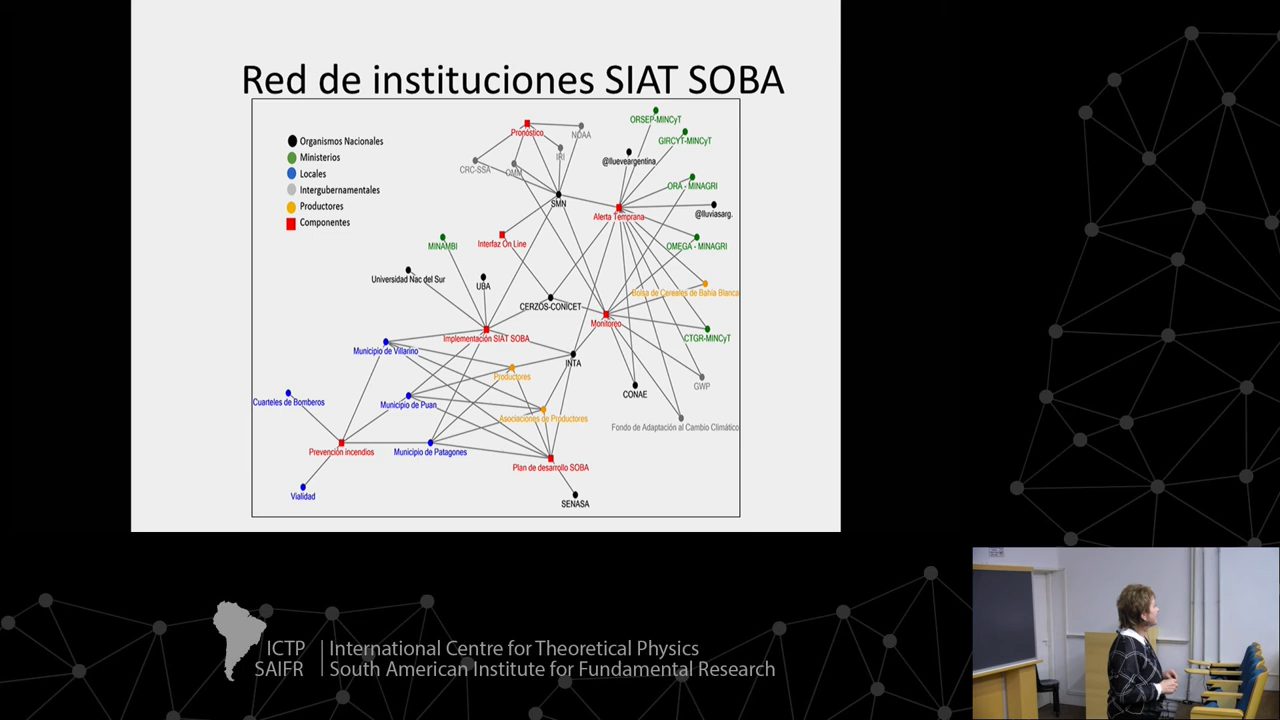 Red de instituciones SIAT SOBA
Organismos Nacionales
Ministerios
Locales
Intergubernamentales
Productores
Componentes
ORSEP-MINCyT
Pronóstico
NOAA
GIRCYT-MINCyT
IRI
@llueveargentina
CRC-SSA
OMM
ORA - MINAGRI
SMN
Alerta Temprana
@lluviasarg.
MINAMBI
Interfaz On Line
OMEGA - MINAGRI
Universidad Nac del Sur
UBA
Bolsa de Cereales de Bahía Blanca
CERZOS-CONICET
Monitoreo
Implementación SIAT SOBA
CTGR-MINCyT
Municipio de Villarino
INTA
Productores
GWP
CONAE
Cuarteles de Bomberos
Municipio de Puan
Asociaciones de Productores
Fondo de Adaptación al Cambio Climático
Prevención incendios
Municipio de Patagones
Plan de desarrollo SOBA
Vialidad
SENASA
ICTP | International Centre for Theoretical Physics
SAIFR | South American Institute for Fundamental Research